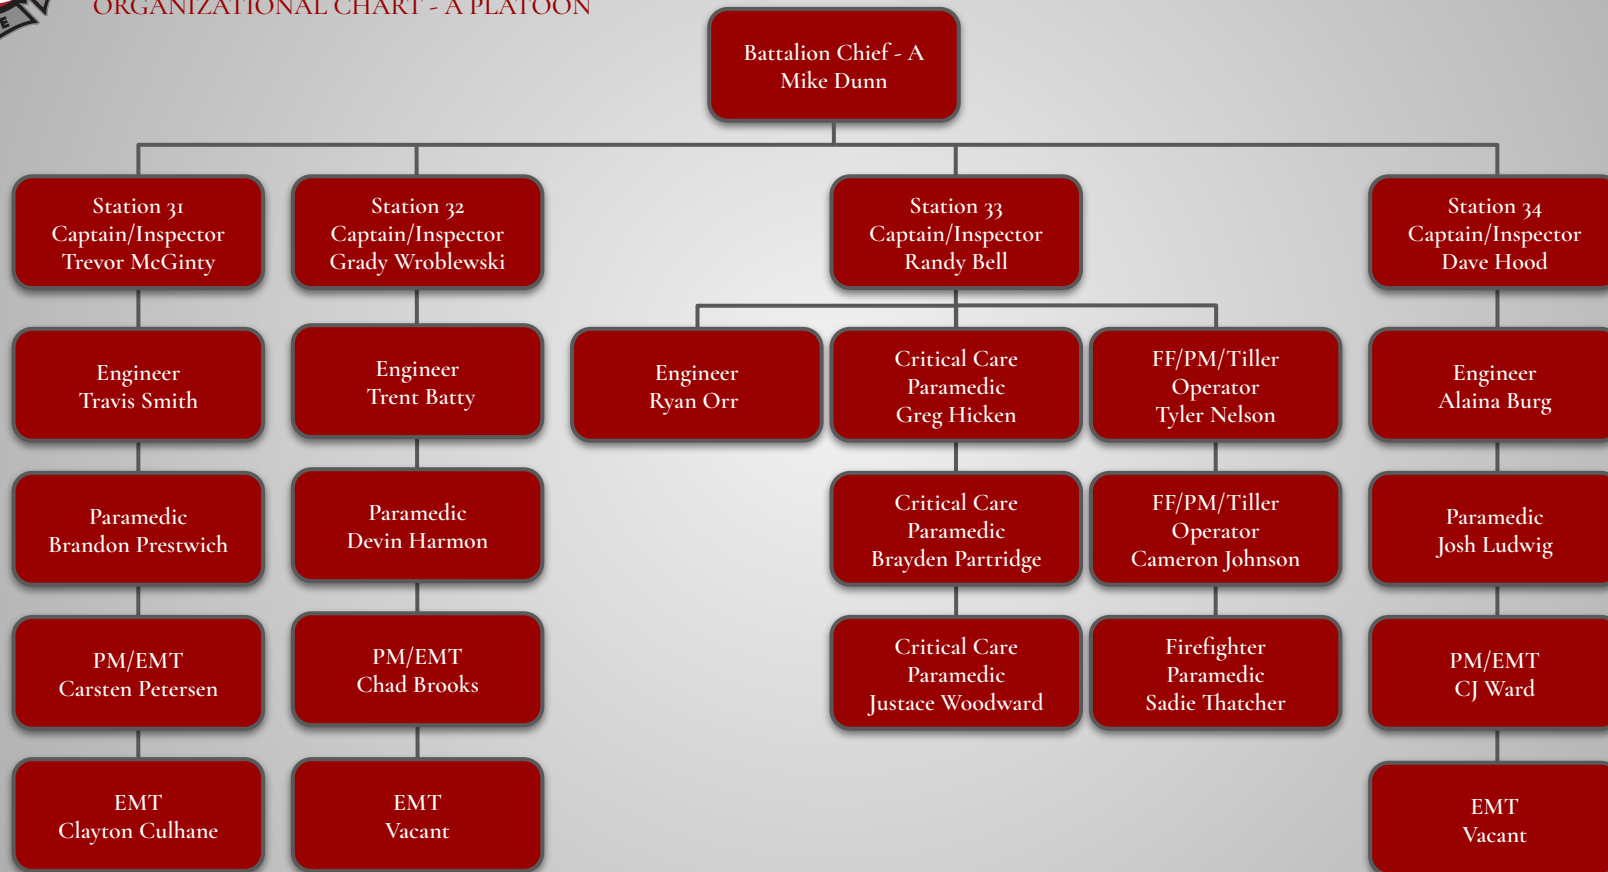 ORGANIZATIONAL CHART - A PLATOON
Battalion Chief - A
Mike Dunn
Station 31
Captain/Inspector
Trevor McGinty
Station 32
Captain/Inspector
Grady Wroblewski
Station 33
Captain/Inspector
Randy Bell
Station 34
Captain/Inspector
Dave Hood
Engineer
Travis Smith
Engineer
Trent Batty
Engineer
Ryan Orr
Critical Care
Paramedic
Greg Hicken
FF/PM/Tiller
Operator
Tyler Nelson
Engineer
Alaina Burg
Paramedic
Brandon Prestwich
Paramedic
Devin Harmon
Critical Care
Paramedic
Brayden Partridge
FF/PM/Tiller
Operator
Cameron Johnson
Paramedic
Josh Ludwig
PM/EMT
Carsten Petersen
PM/EMT
Chad Brooks
Critical Care
Paramedic
Justace Woodward
Firefighter
Paramedic
Sadie Thatcher
PM/EMT
CJ Ward
EMT
Clayton Culhane
EMT
Vacant
EMT
Vacant